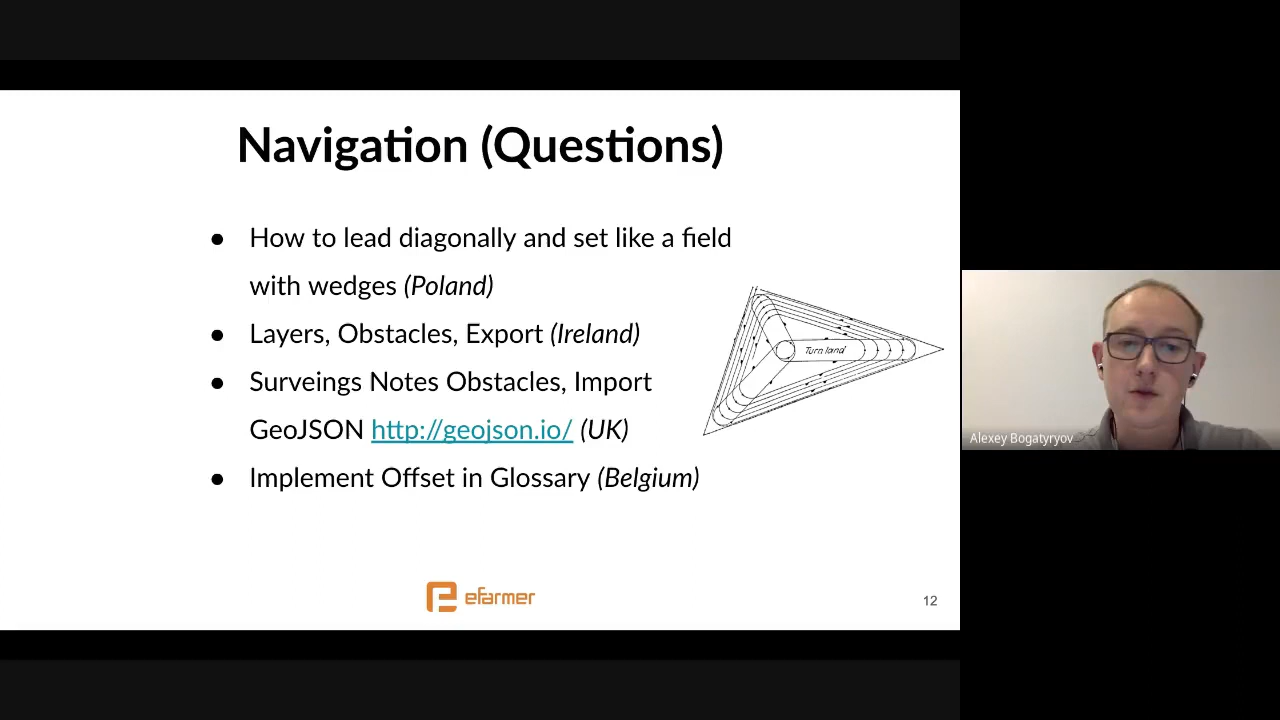 Navigation (Questions)
● How to lead diagonally and set like a field
with wedges (Poland)
● Layers, Obstacles, Export (Ireland)
● Surveings Notes Obstacles, Import
GeoJSON http://geojson.io/ (UK)
● Implement Offset in Glossary (Belgium)
Turn land
efarmer
12
Alexey Bogatyryov